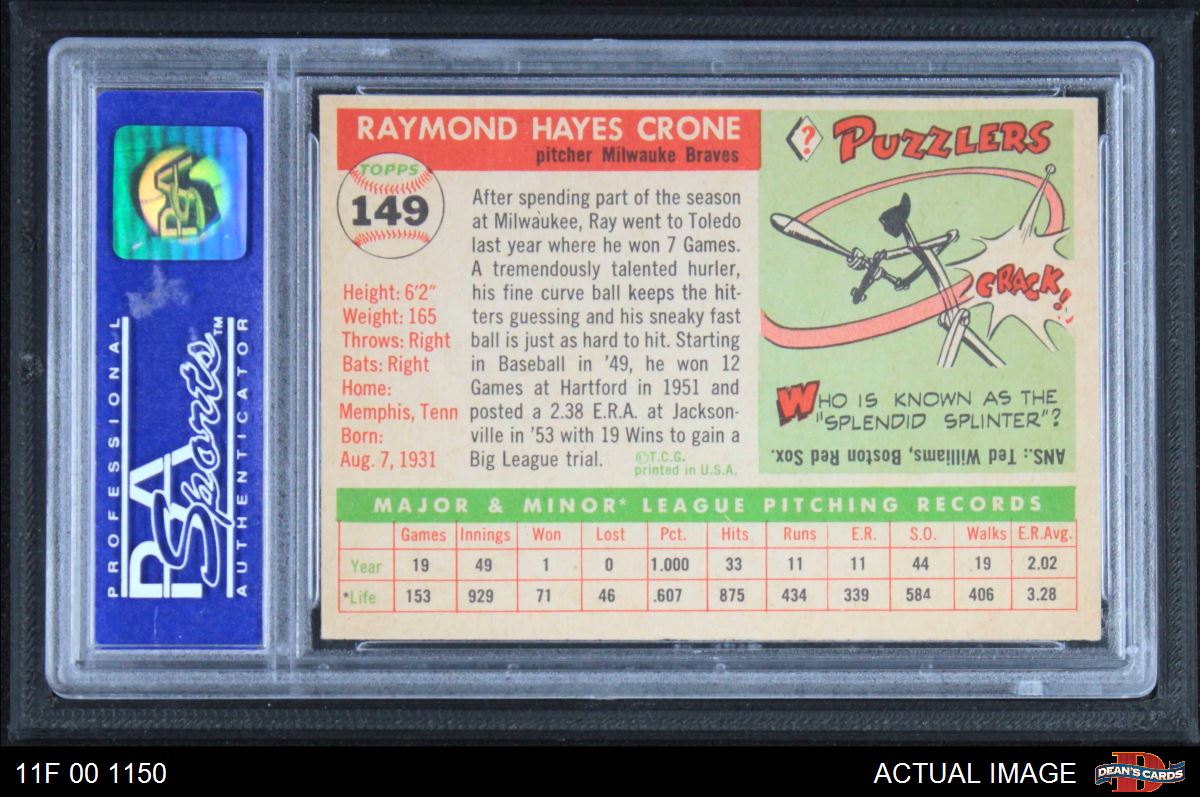 PROFESSIONAL
PSA
Sports™
AUTHENTICATOR
PSA
RAYMOND HAYES CRONE
pitcher Milwauke Braves
TOPPS
149
Height: 6'2"
Weight: 165
Throws: Right
Bats: Right
Home:
Memphis, Tenn
Born:
Aug. 7, 1931
After spending part of the season
at Milwaukee, Ray went to Toledo
last year where he won 7 Games.
A tremendously talented hurler,
his fine curve ball keeps the hit-
ters guessing and his sneaky fast
ball is just as hard to hit. Starting
in Baseball in '49, he won 12
Games at Hartford in 1951 and
posted a 2.38 E.R.A. at Jackson-
ville in '53 with 19 Wins to gain a
Big League trial.
©T.C.G.
printed in U.S.A.
? PUZZLERS
CRACK!
WHO IS KNOWN AS THE
"SPLENDID SPLINTER"?
ANS.: Ted Williams, Boston Red Sox.
MAJOR & MINOR* LEAGUE PITCHING RECORDS
Games Innings Won Lost Pct. Hits Runs E.R. S.O. Walks E.R.Avg.
Year 19 49 1 0 1.000 33 11 11 44 19 2.02
*Life 153 929 71 46 .607 875 434 339 584 406 3.28
11F 00 1150
ACTUAL IMAGE
D
DEAN'S CARDS